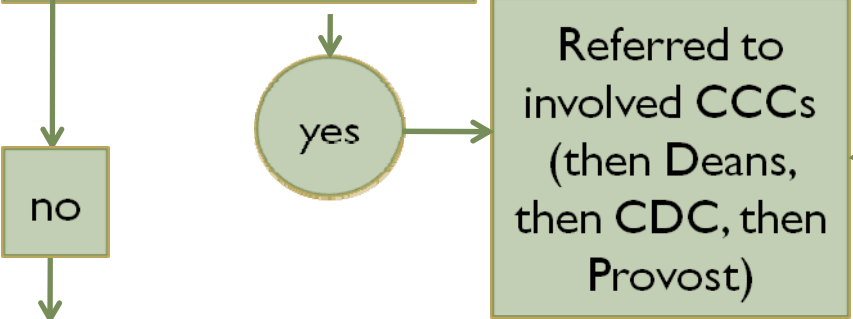 yes
no
Referred to
involved CCCs
(then Deans,
then CDC, then
Provost)